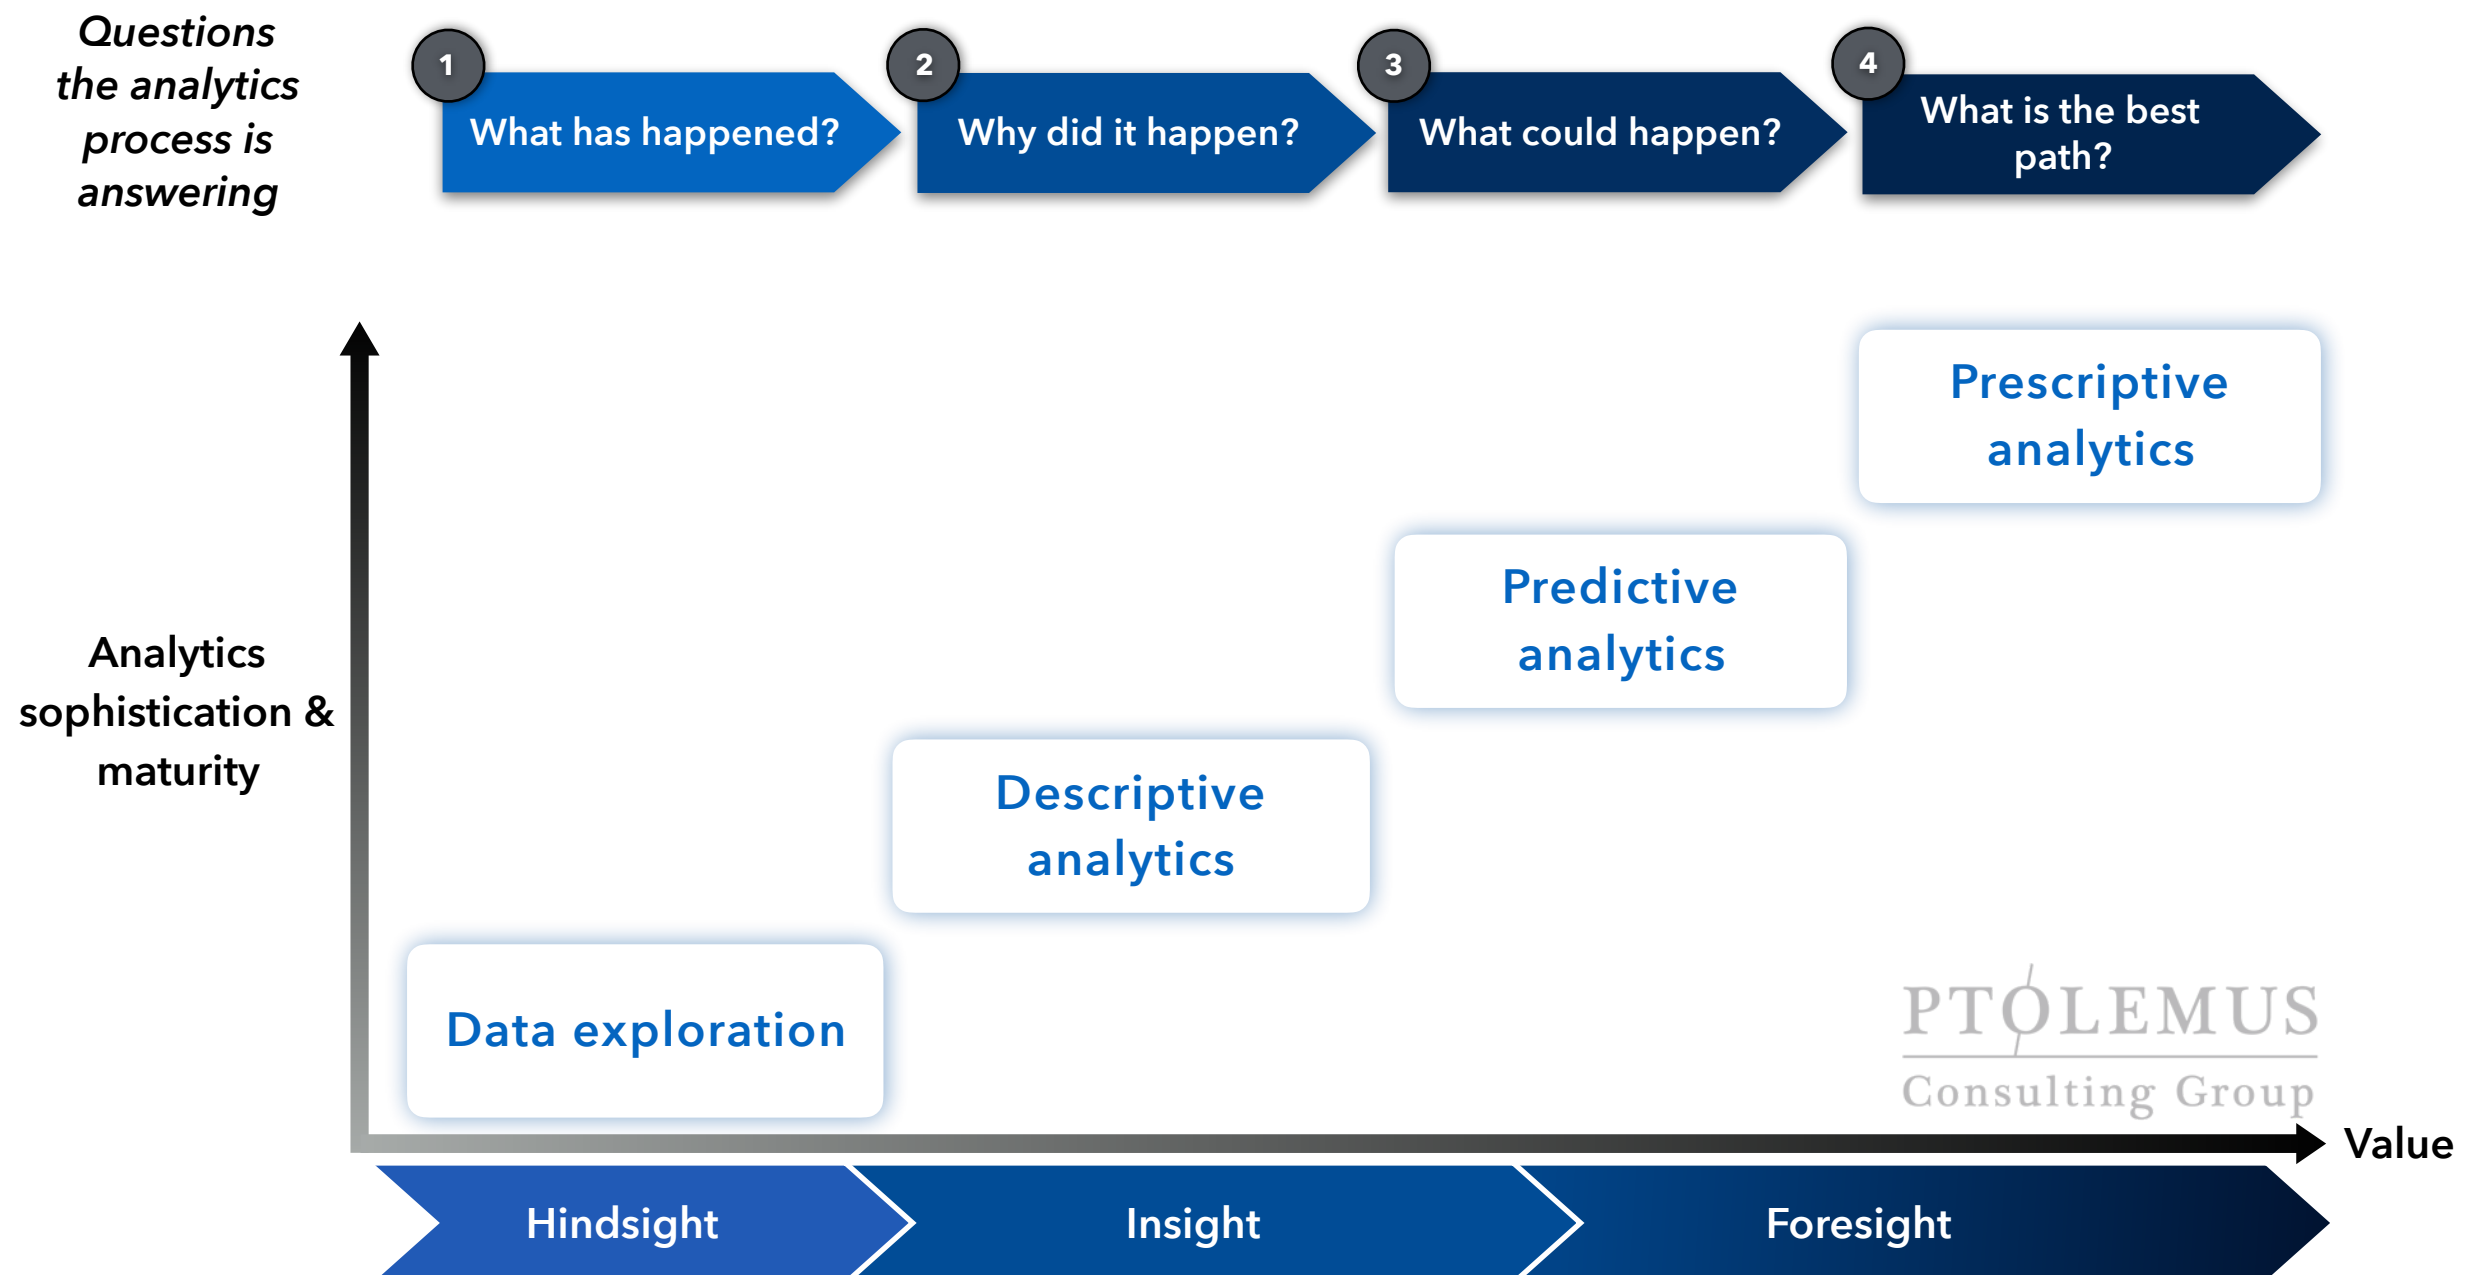 Questions
the analytics
process is
answering
1
What has happened?
2
Why did it happen?
3
What could happen?
4
What is the best
path?
Prescriptive
analytics
Predictive
analytics
Analytics
sophistication &
maturity
Descriptive
analytics
Data exploration
PTOLEMUS
Consulting Group
Value
Hindsight
Insight
Foresight